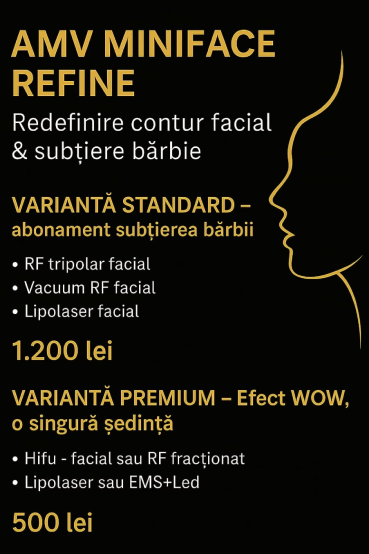 AMV MINIFACE
REFINE
Redefinire contur facial
& subțiere bărbie
VARIANTĂ STANDARD –
abonament subțierea bărbii
• RF tripolar facial
• Vacuum RF facial
• Lipolaser facial
1.200 lei
VARIANTĂ PREMIUM – Efect WOW,
o singură ședință
• Hifu - facial sau RF fracționat
• Lipolaser sau EMS+Led
500 lei